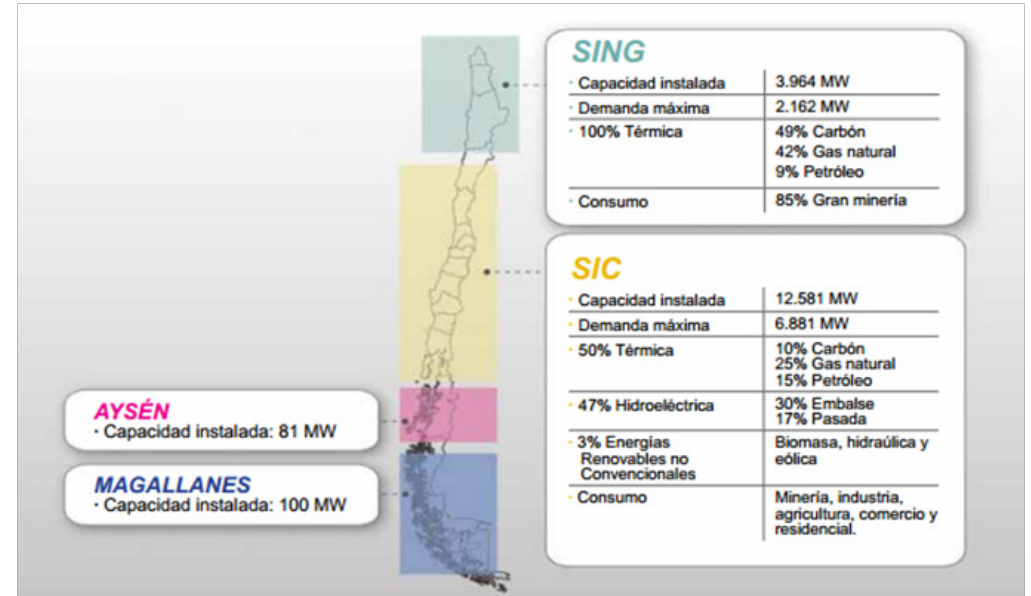 SING
· Capacidad instalada 3.964 MW
· Demanda máxima 2.162 MW
· 100% Térmica 49% Carbón
42% Gas natural
9% Petróleo
· Consumo 85% Gran minería
SIC
· Capacidad instalada 12.581 MW
· Demanda máxima 6.881 MW
· 50% Térmica 10% Carbón
25% Gas natural
15% Petróleo
· 47% Hidroeléctrica 30% Embalse
17% Pasada
· 3% Energías Biomasa, hidraúlica y
Renovables no eólica
Convencionales
· Consumo Minería, industria,
agricultura, comercio y
residencial.
AYSÉN
· Capacidad instalada: 81 MW
MAGALLANES
· Capacidad instalada: 100 MW